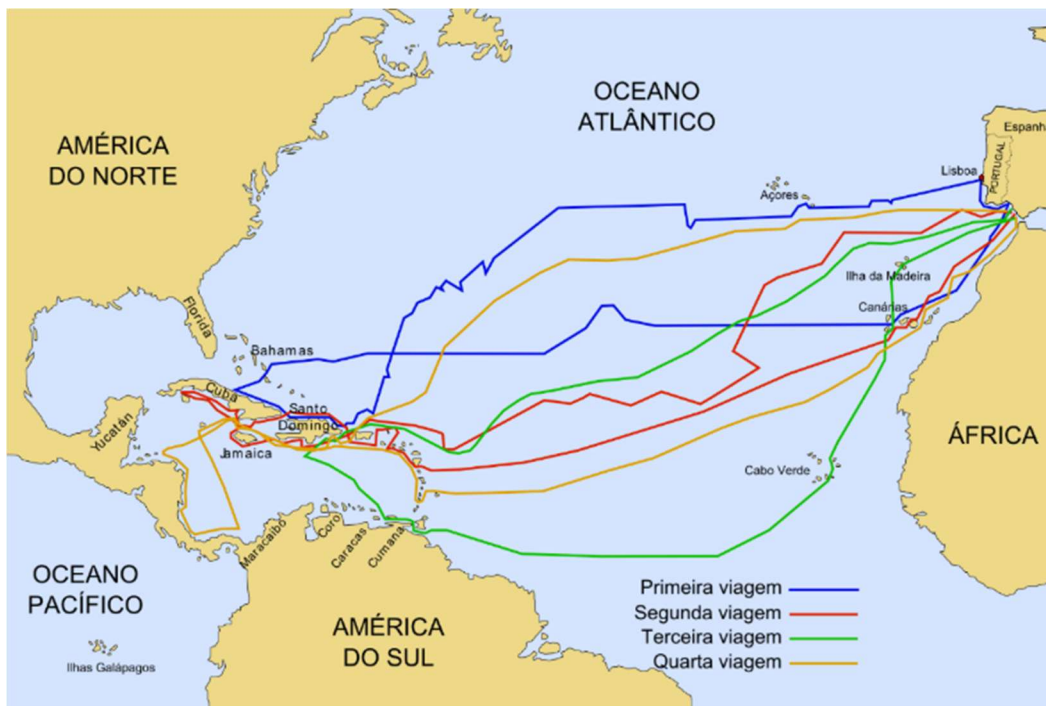 OCEANO
ATLÂNTICO
AMÉRICA
DO NORTE
Espanh
PORTUGAL
Lisboa
Açores
Ilha da Madeira
Canárias
Florida
Bahamas
Cuba
Santo
Domingo
Yucatán
Jamaica
ÁFRICA
Cabo Verde
Maracaibo
Coro
Caracas
Cumana
OCEANO
PACÍFICO
Ilhas Galápagos
AMÉRICA
DO SUL
Primeira viagem
Segunda viagem
Terceira viagem
Quarta viagem